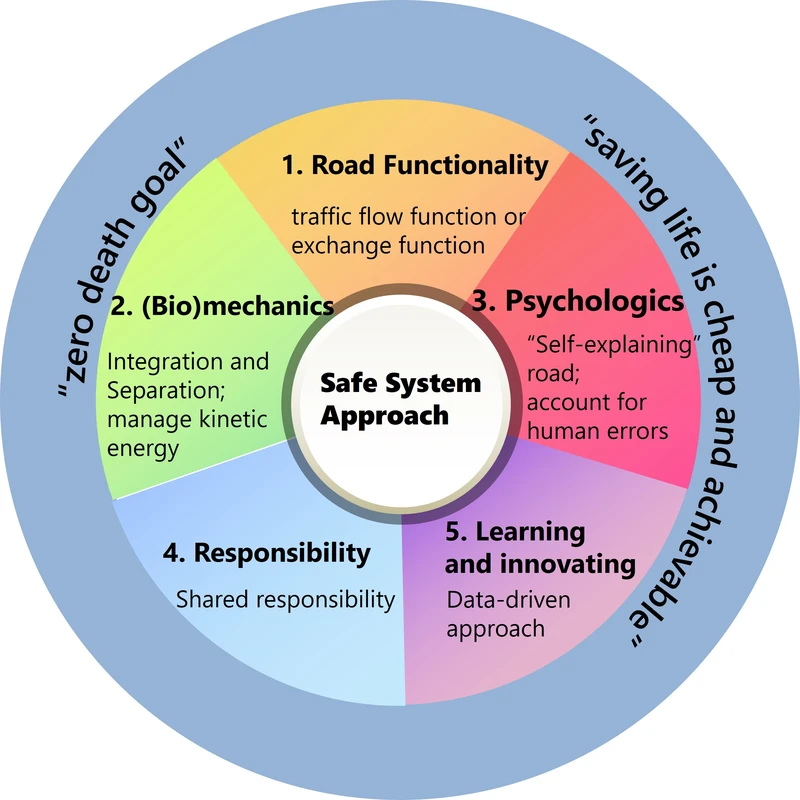 “zero death goal”
“saving life is cheap and achievable”
1. Road Functionality
traffic flow function or
exchange function
2. (Bio)mechanics
Integration and
Separation;
manage kinetic
energy
3. Psychologics
“Self-explaining”
road;
account for
human errors
Safe System
Approach
4. Responsibility
Shared responsibility
5. Learning
and innovating
Data-driven
approach